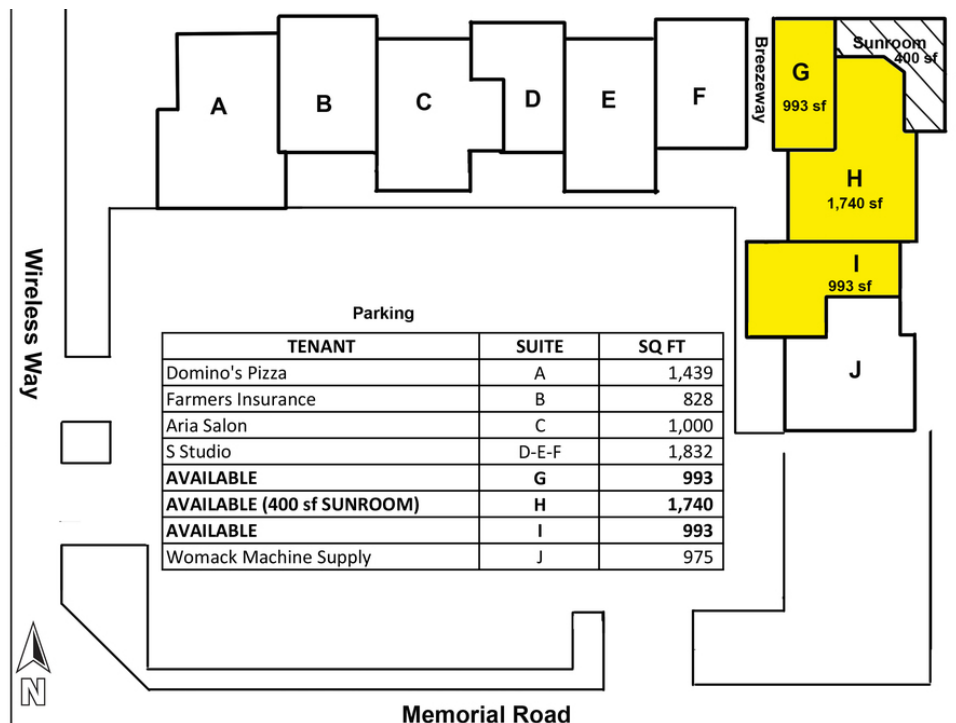 Sunroom
400 sf
Breezeway
G
993 sf
A
B
C
D
E
F
H
1,740 sf
I
993 sf
Wireless Way
Parking
TENANT SUITE SQ FT
Domino's Pizza A 1,439
Farmers Insurance B 828
Aria Salon C 1,000
S Studio D-E-F 1,832
AVAILABLE G 993
AVAILABLE (400 sf SUNROOM) H 1,740
AVAILABLE I 993
Womack Machine Supply J 975
J
N
Memorial Road